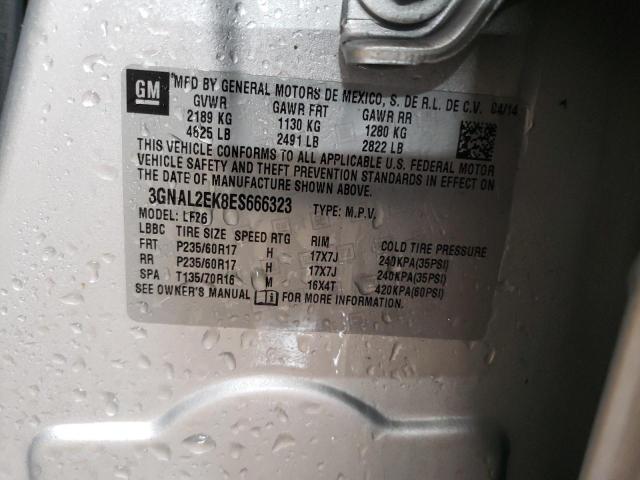 GM
*MFD BY GENERAL MOTORS DE MEXICO, S. DE R.L. DE C.V. 04/14
GVWR GAWR FRT GAWR RR
2189 KG 1130 KG 1280 KG
4825 LB 2491 LB 2822 LB
THIS VEHICLE CONFORMS TO ALL APPLICABLE U.S. FEDERAL MOTOR
VEHICLE SAFETY AND THEFT PREVENTION STANDARDS IN EFFECT ON
THE DATE OF MANUFACTURE SHOWN ABOVE.
3GNAL2EK8ES666323 TYPE: M.P.V.
MODEL: LF26
LBBC TIRE SIZE SPEED RTG RIM COLD TIRE PRESSURE
FRT P235/60R17 H 17X7J 240KPA(35PSI)
RR P235/60R17 H 17X7J 240KPA(35PSI)
SPA T135/70R16 M 16X4T 420KPA(60PSI)
SEE OWNER'S MANUAL FOR MORE INFORMATION.